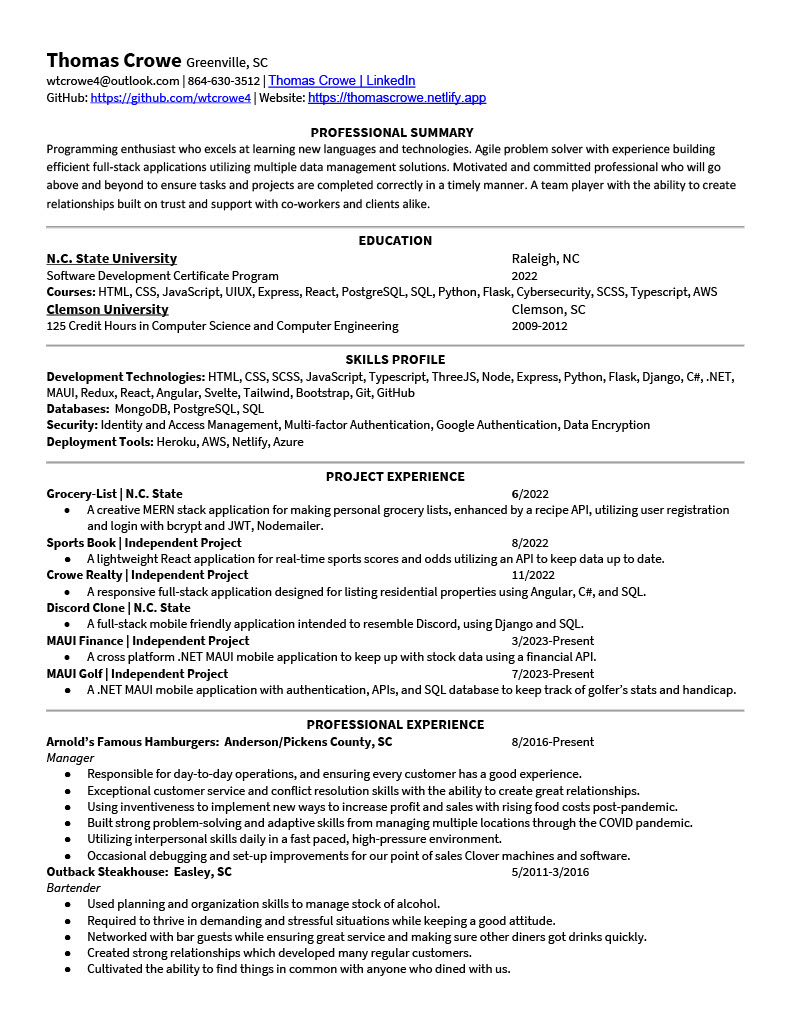 Thomas Crowe Greenville, SC
wtcrowe4@outlook.com | 864-630-3512 | Thomas Crowe | LinkedIn
GitHub: https://github.com/wtcrowe4 | Website: https://thomascrowe.netlify.app
PROFESSIONAL SUMMARY
Programming enthusiast who excels at learning new languages and technologies. Agile problem solver with experience building
efficient full-stack applications utilizing multiple data management solutions. Motivated and committed professional who will go
above and beyond to ensure tasks and projects are completed correctly in a timely manner. A team player with the ability to create
relationships built on trust and support with co-workers and clients alike.
EDUCATION
N.C. State University Raleigh, NC
Software Development Certificate Program 2022
Courses: HTML, CSS, JavaScript, UIUX, Express, React, PostgreSQL, SQL, Python, Flask, Cybersecurity, SCSS, Typescript, AWS
Clemson University Clemson, SC
125 Credit Hours in Computer Science and Computer Engineering 2009-2012
SKILLS PROFILE
Development Technologies: HTML, CSS, SCSS, JavaScript, Typescript, ThreeJS, Node, Express, Python, Flask, Django, C#, .NET,
MAUI, Redux, React, Angular, Svelte, Tailwind, Bootstrap, Git, GitHub
Databases: MongoDB, PostgreSQL, SQL
Security: Identity and Access Management, Multi-factor Authentication, Google Authentication, Data Encryption
Deployment Tools: Heroku, AWS, Netlify, Azure
PROJECT EXPERIENCE
Grocery-List | N.C. State 6/2022
● A creative MERN stack application for making personal grocery lists, enhanced by a recipe API, utilizing user registration
and login with bcrypt and JWT, Nodemailer.
Sports Book | Independent Project 8/2022
● A lightweight React application for real-time sports scores and odds utilizing an API to keep data up to date.
Crowe Realty | Independent Project 11/2022
● A responsive full-stack application designed for listing residential properties using Angular, C#, and SQL.
Discord Clone | N.C. State
● A full-stack mobile friendly application intended to resemble Discord, using Django and SQL.
MAUI Finance | Independent Project 3/2023-Present
● A cross platform .NET MAUI mobile application to keep up with stock data using a financial API.
MAUI Golf | Independent Project 7/2023-Present
● A .NET MAUI mobile application with authentication, APIs, and SQL database to keep track of golfer's stats and handicap.
PROFESSIONAL EXPERIENCE
Arnold's Famous Hamburgers: Anderson/Pickens County, SC 8/2016-Present
Manager
● Responsible for day-to-day operations, and ensuring every customer has a good experience.
● Exceptional customer service and conflict resolution skills with the ability to create great relationships.
● Using inventiveness to implement new ways to increase profit and sales with rising food costs post-pandemic.
● Built strong problem-solving and adaptive skills from managing multiple locations through the COVID pandemic.
● Utilizing interpersonal skills daily in a fast paced, high-pressure environment.
● Occasional debugging and set-up improvements for our point of sales Clover machines and software.
Outback Steakhouse: Easley, SC 5/2011-3/2016
Bartender
● Used planning and organization skills to manage stock of alcohol.
● Required to thrive in demanding and stressful situations while keeping a good attitude.
● Networked with bar guests while ensuring great service and making sure other diners got drinks quickly.
● Created strong relationships which developed many regular customers.
● Cultivated the ability to find things in common with anyone who dined with us.